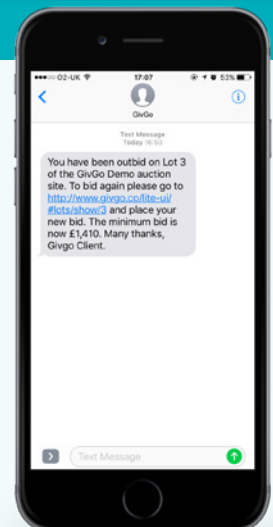 O2-UK 17:07 53%
GivGo
Text Message
Today 16:50
You have been outbid on Lot 3
of the GivGo Demo auction
site. To bid again please go to
http://www.givgo.co/lite-ui/
#lots/show/3 and place your
new bid. The minimum bid is
now £1,410. Many thanks,
Givgo Client.
Text Message